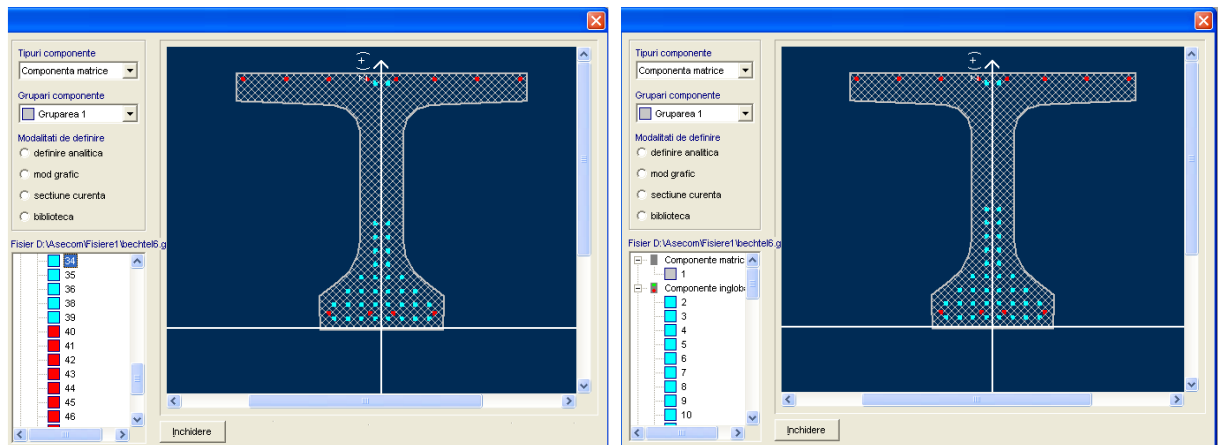 Tipuri componente
Componenta matrice
Grupari componente
Gruparea 1
Modalitati de definire
definire analitica
mod grafic
sectiune curenta
biblioteca
Fisier D:\Asecom\Fisiere1\bechtel6.g
34
35
36
38
39
40
41
42
43
44
45
46
Z (+)
Inchidere
Tipuri componente
Componenta matrice
Grupari componente
Gruparea 1
Modalitati de definire
definire analitica
mod grafic
sectiune curenta
biblioteca
Fisier D:\Asecom\Fisiere1\bechtel6.g
Componente matric
1
Componente inglob
2
3
4
5
6
7
8
9
10
Z (+)
Inchidere